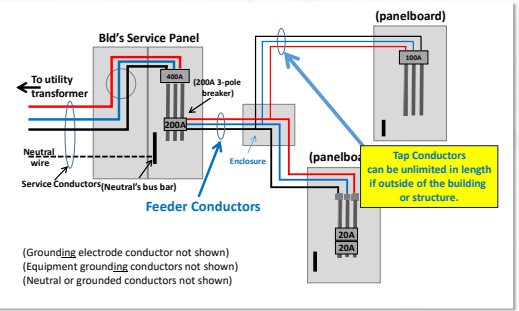 (panelboard)
Bld's Service Panel
To utility
transformer
400A
(200A 3-pole
breaker)
100A
200A
Neutral
wire
Enclosure
(panelboa
Tap Conductors
can be unlimited in length
if outside of the building
or structure.
Service Conductors
(Neutral's bus bar)
Feeder Conductors
20A
20A
(Grounding electrode conductor not shown)
(Equipment grounding conductors not shown)
(Neutral or grounded conductors not shown)